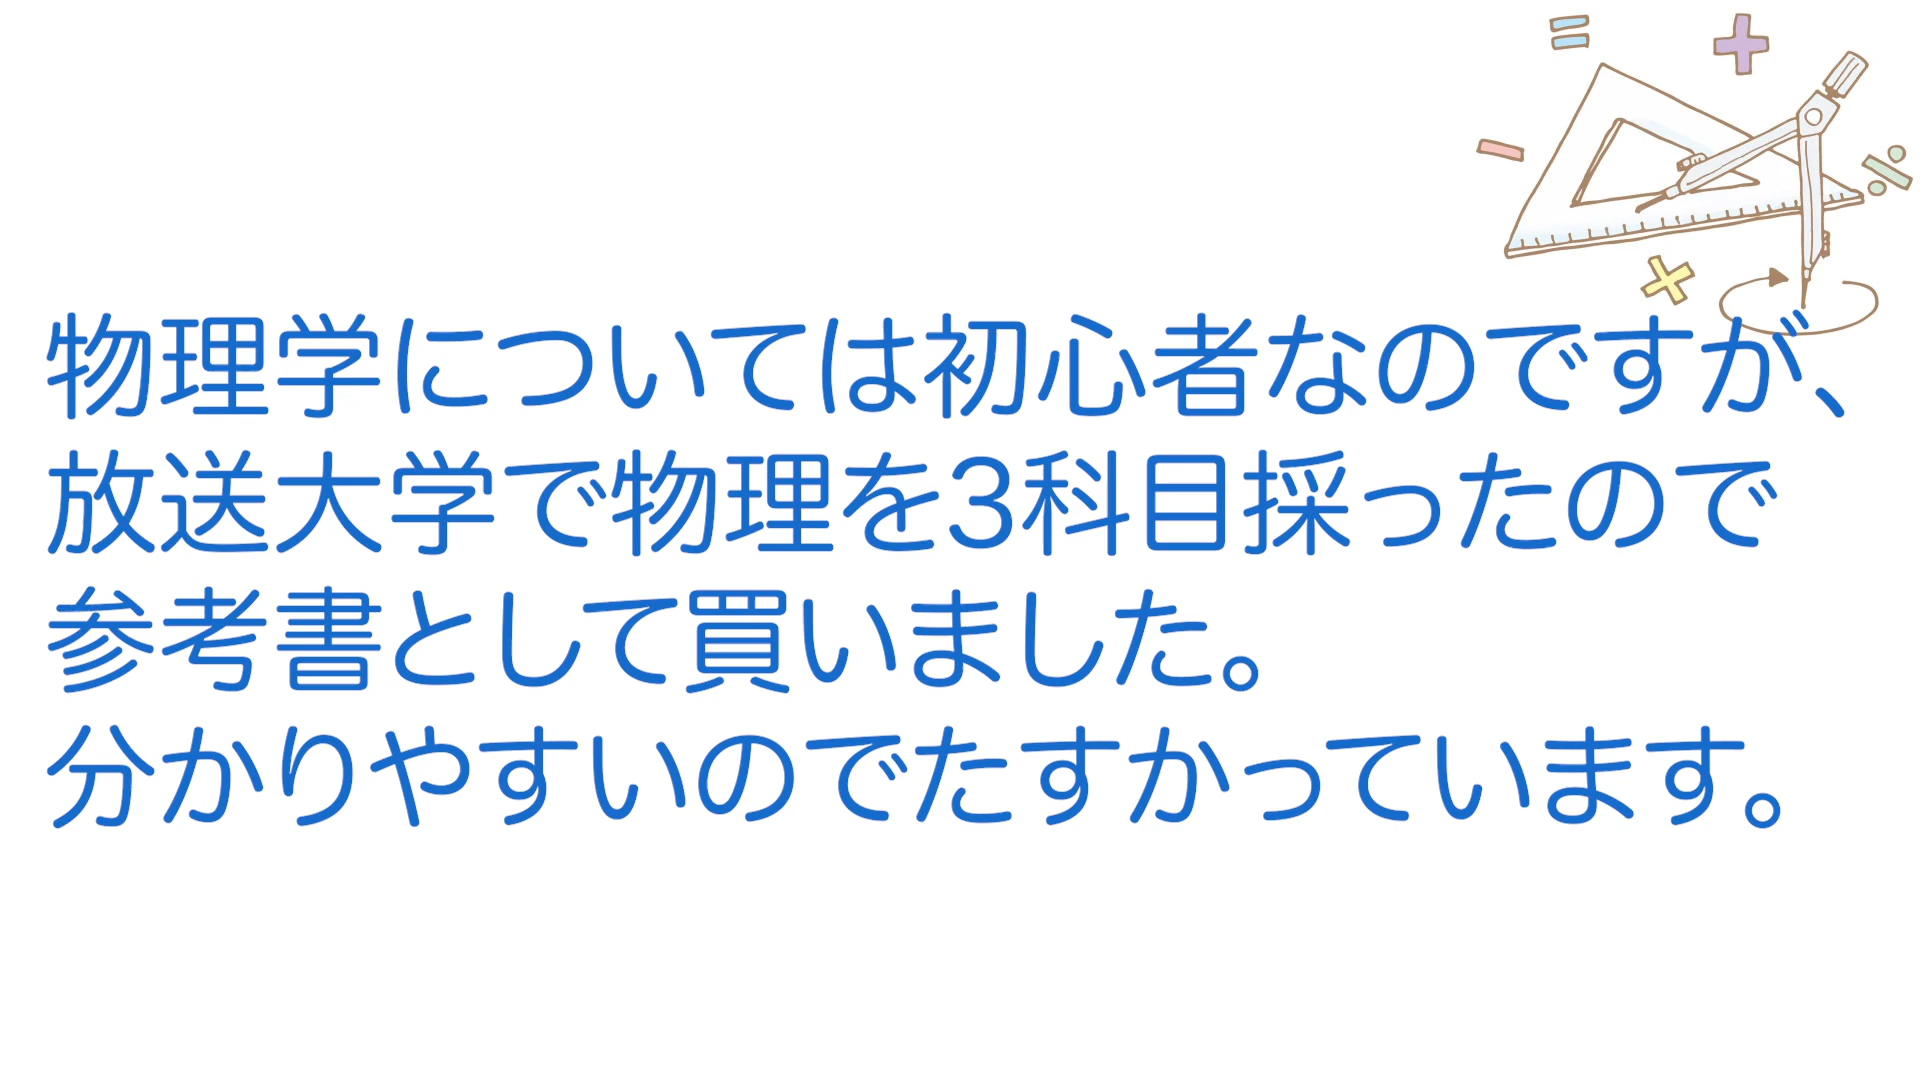 物理学については初心者なのですが、
放送大学で物理を3科目採ったので
参考書として買いました。
分かりやすいのでたすかっています。